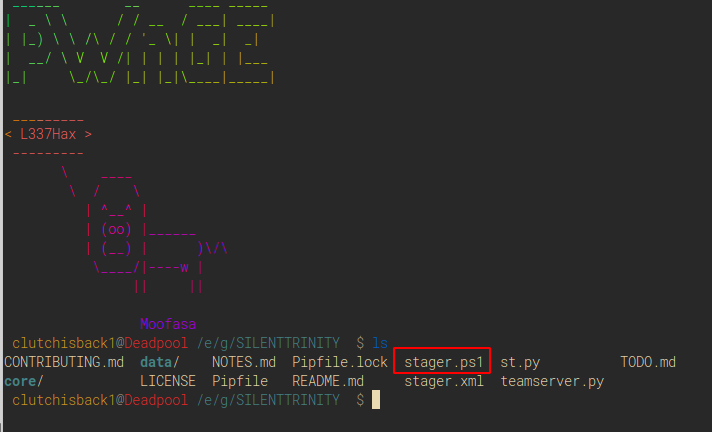 ______        __      ____ _____
|  _ \ \      / / __  / ___| ____|
| |_) \ \ /\ / / '_ \| |  _|  _|
|  __/ \ V  V /| | | | |_| | |___
|_|     \_/\_/ |_| |_|\____|_____|
 _________
< L337Hax >
 ---------
       \    ____
        \  /    \
          | ^__^ |
          | (oo) |______
          | (__) |      )\/\
           \____/|----w |
                ||     ||
Moofasa
clutchisback1@Deadpool /e/g/SILENTTRINITY $ ls
CONTRIBUTING.md data/ NOTES.md Pipfile.lock stager.ps1 st.py TODO.md
core/ LICENSE Pipfile README.md stager.xml teamserver.py
clutchisback1@Deadpool /e/g/SILENTTRINITY $